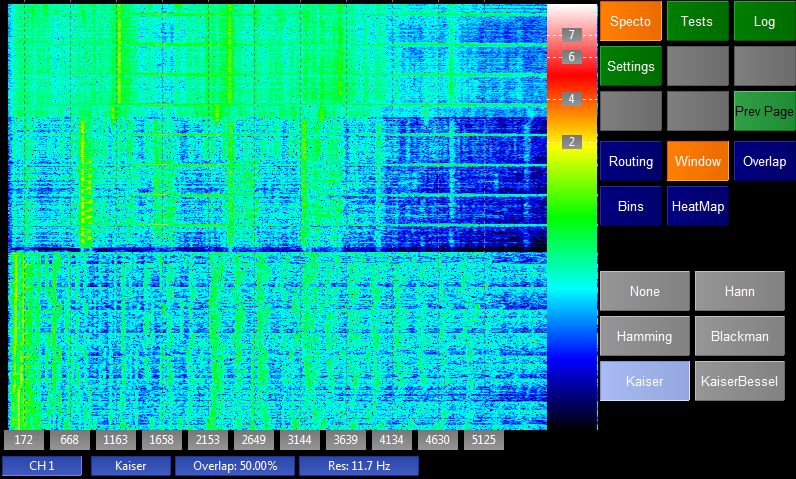 7
6
4
2
Specto Tests Log
Settings
Prev Page
Routing Window Overlap
Bins HeatMap
None Hann
Hamming Blackman
Kaiser KaiserBessel
172 668 1163 1658 2153 2649 3144 3639 4134 4630 5125
CH 1 Kaiser Overlap: 50.00% Res: 11.7 Hz